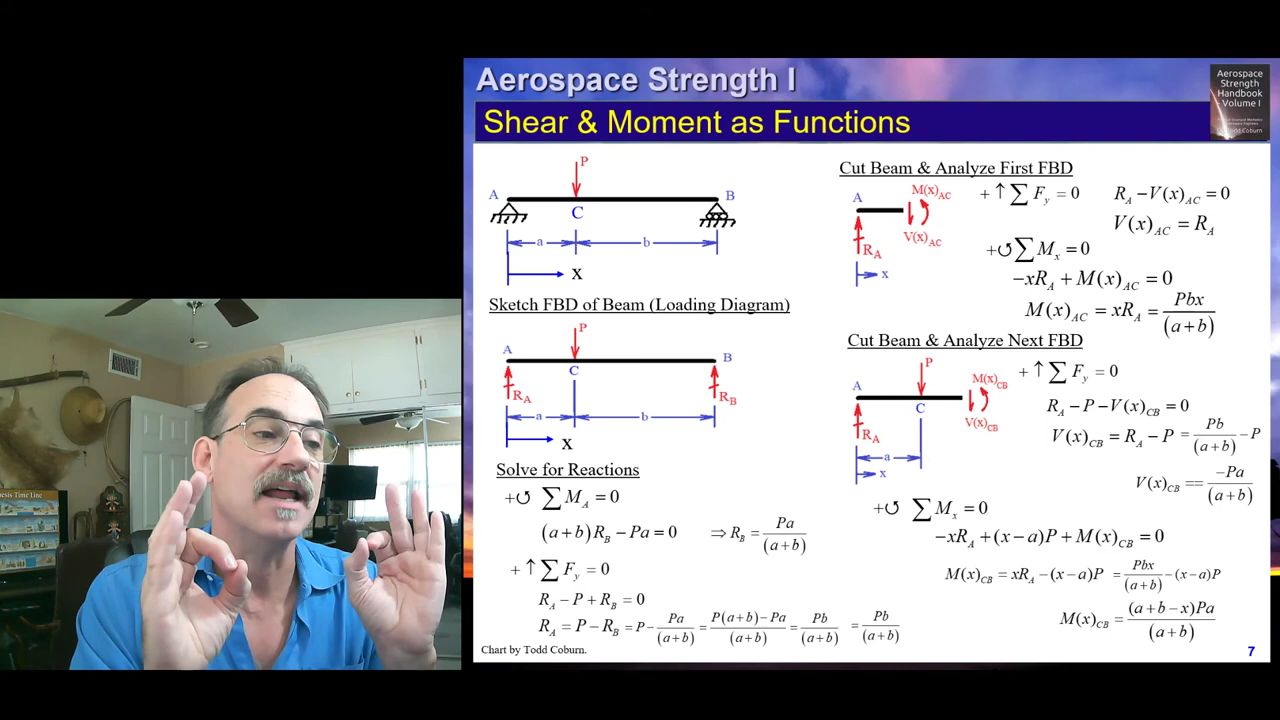 Aerospace Strength I
Shear & Moment as Functions
Aerospace
Strength
Handbook
- Volume I
Todd Coburn
P
A
B
C
a
b
x
Sketch FBD of Beam (Loading Diagram)
P
A
B
C
R_A
R_B
a
b
x
Solve for Reactions
+↺ ∑M_A = 0
(a+b)R_B − Pa = 0 ⇒ R_B = Pa/(a+b)
+↑∑F_y = 0
R_A − P + R_B = 0
R_A = P − R_B = P − Pa/(a+b) = P(a+b)−Pa/(a+b) = Pb/(a+b) = Pb/(a+b)
Chart by Todd Coburn.
Cut Beam & Analyze First FBD
A
M(x)_AC
V(x)_AC
R_A
x
+↑∑F_y = 0 R_A − V(x)_AC = 0
V(x)_AC = R_A
+↺∑M_x = 0
−xR_A + M(x)_AC = 0
M(x)_AC = xR_A = Pbx/(a+b)
Cut Beam & Analyze Next FBD
P
A
M(x)_CB
C
V(x)_CB
R_A
a
x
+↑∑F_y = 0
R_A − P − V(x)_CB = 0
V(x)_CB = R_A − P = Pb/(a+b) − P
V(x)_CB == −Pa/(a+b)
+↺ ∑M_x = 0
−xR_A + (x−a)P + M(x)_CB = 0
M(x)_CB = xR_A − (x−a)P = Pbx/(a+b) − (x−a)P
M(x)_CB = (a+b−x)Pa/(a+b)
7
nesis Time Line